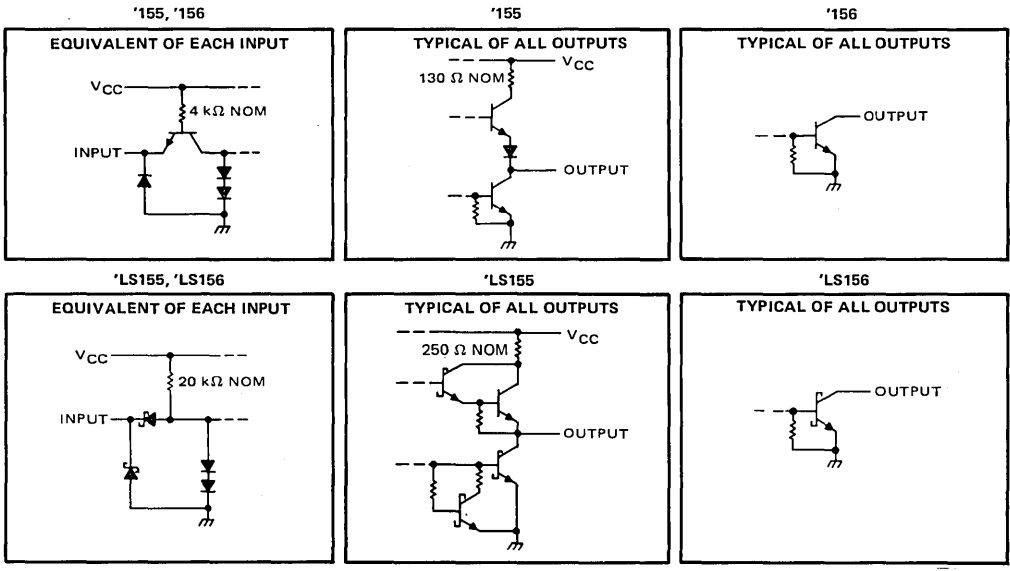 '155, '156
EQUIVALENT OF EACH INPUT
VCC
4 kΩ NOM
INPUT
'155
TYPICAL OF ALL OUTPUTS
VCC
130 Ω NOM
OUTPUT
'156
TYPICAL OF ALL OUTPUTS
OUTPUT
'LS155, 'LS156
EQUIVALENT OF EACH INPUT
VCC
20 kΩ NOM
INPUT
'LS155
TYPICAL OF ALL OUTPUTS
VCC
250 Ω NOM
OUTPUT
'LS156
TYPICAL OF ALL OUTPUTS
OUTPUT